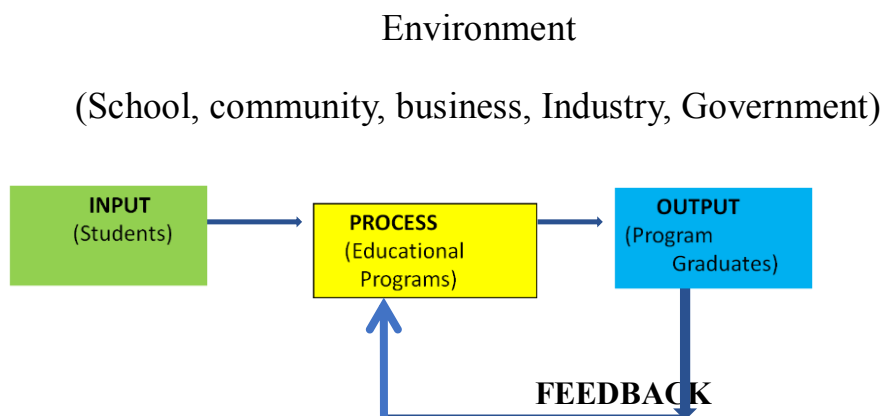 Environment
(School, community, business, Industry, Government)
INPUT
(Students)
PROCESS
(Educational
Programs)
OUTPUT
(Program
Graduates)
FEEDBACK